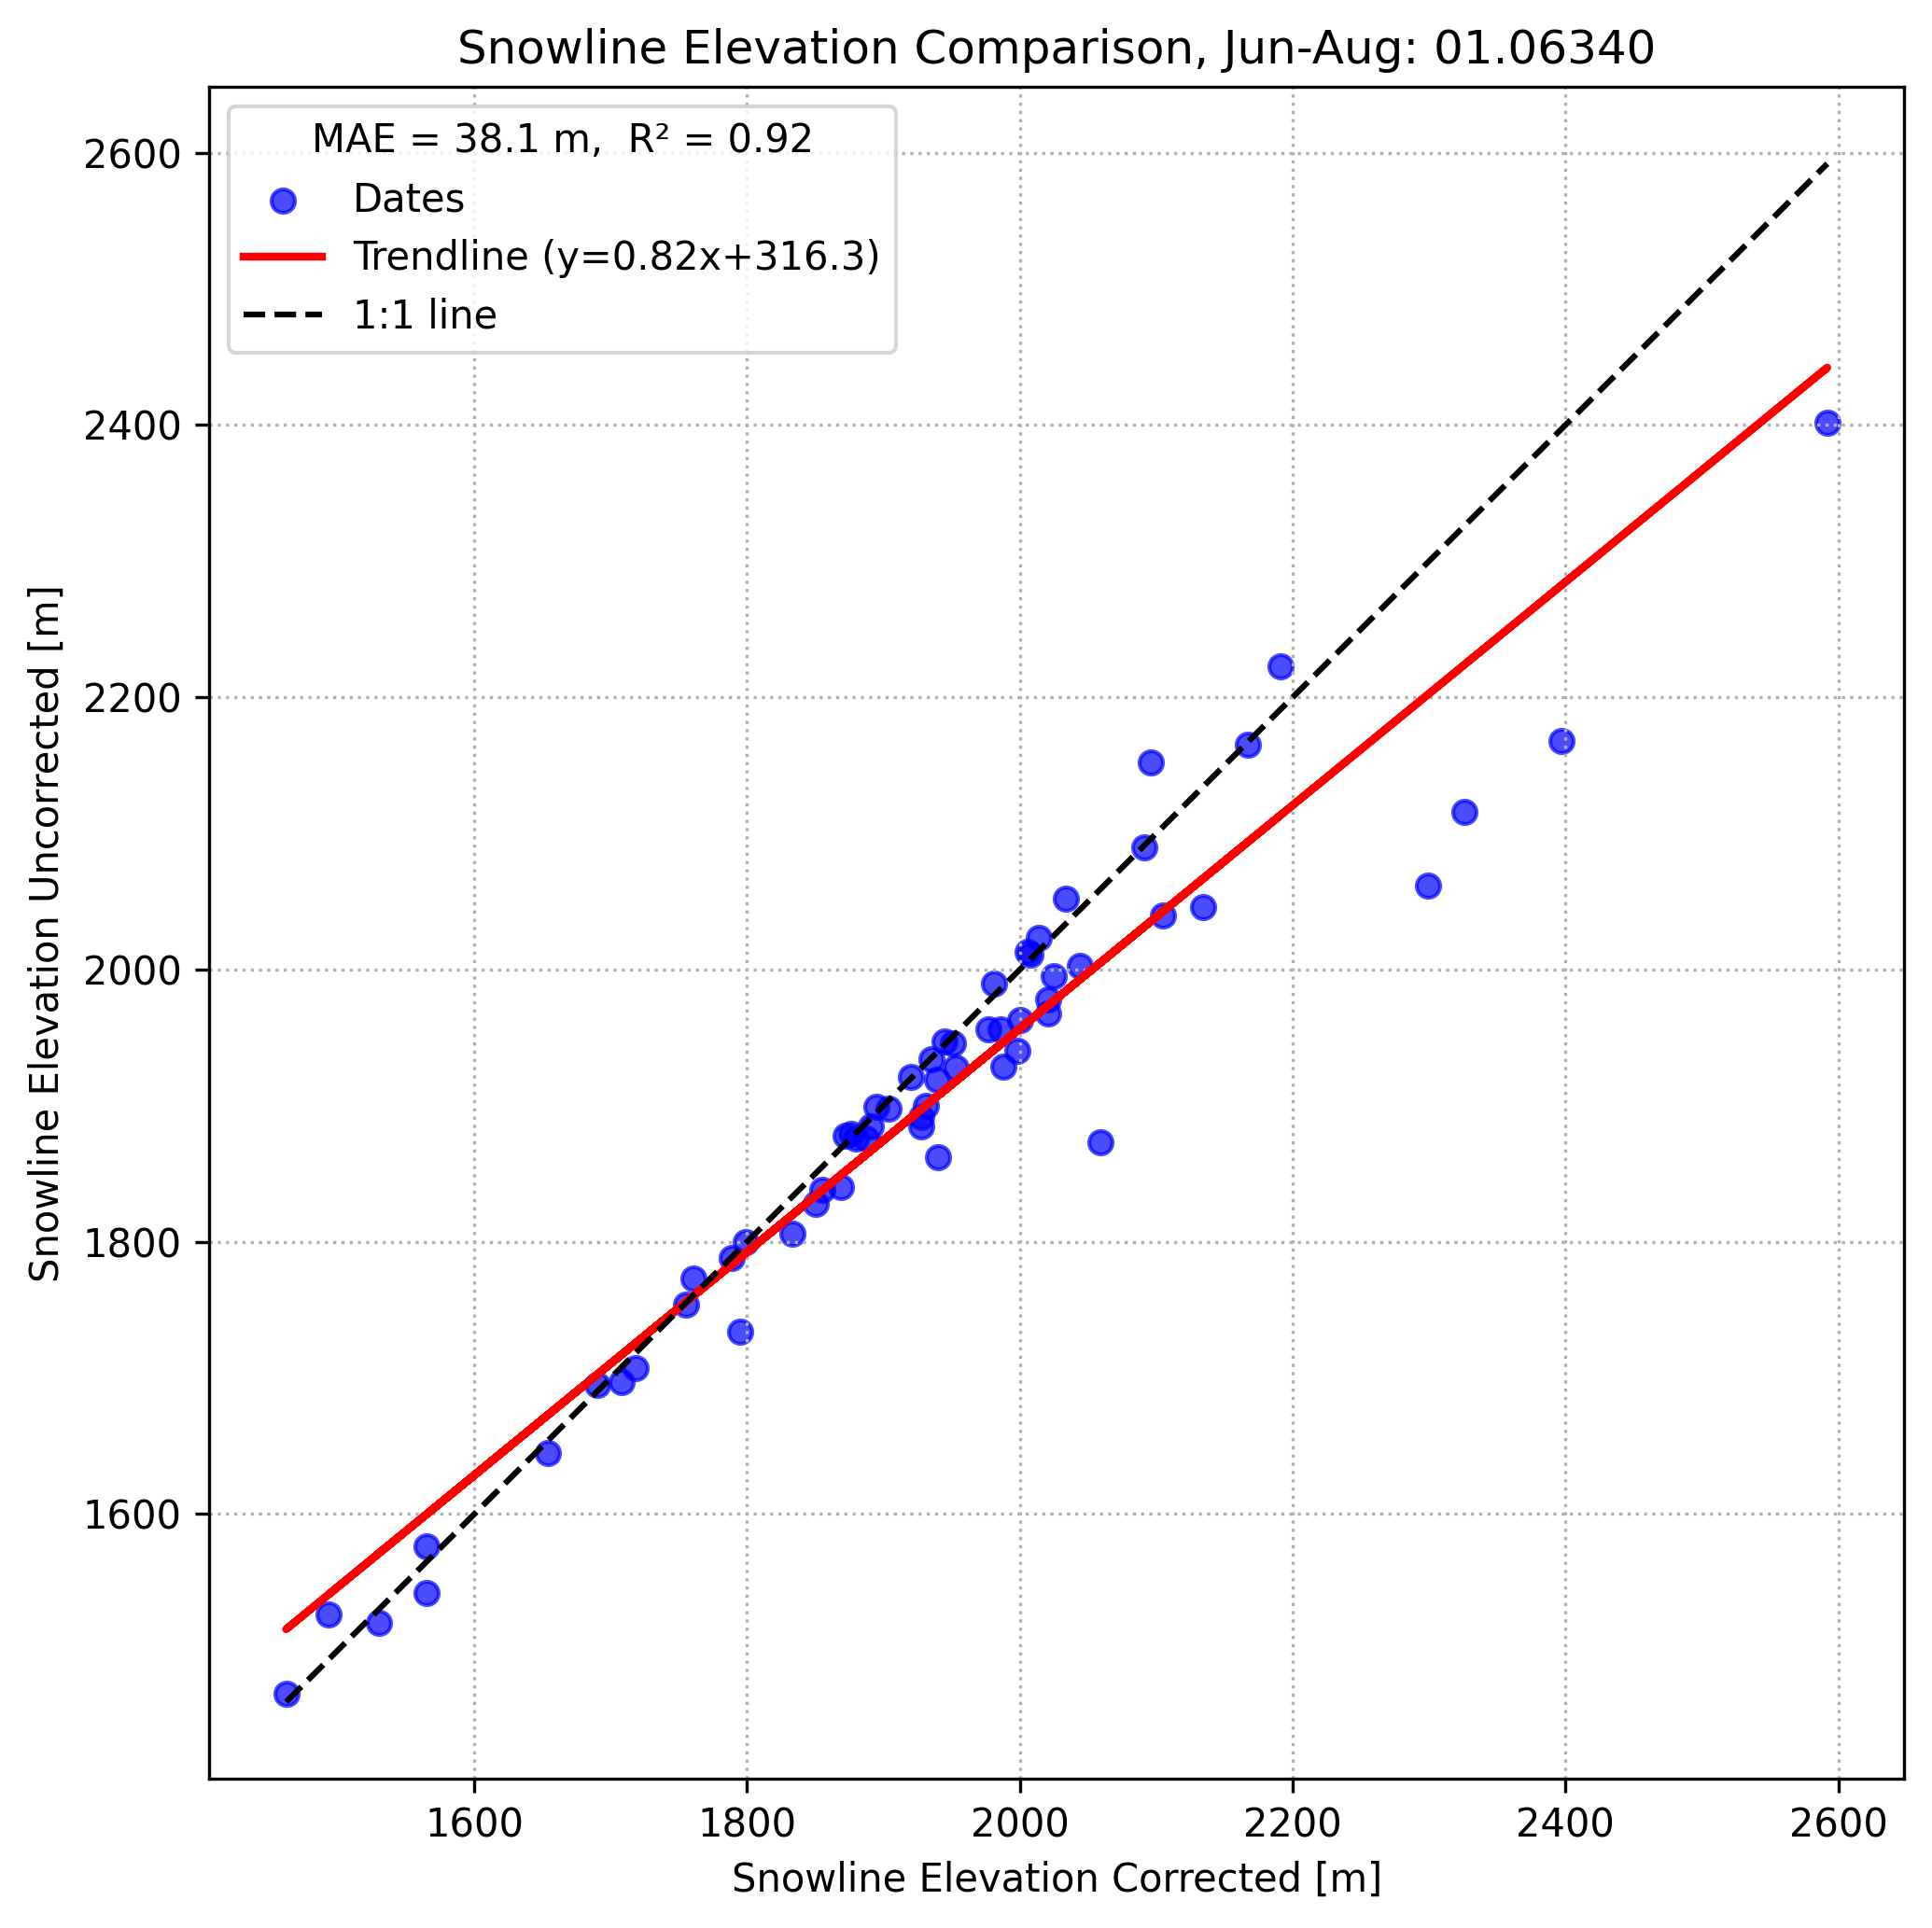 Snowline Elevation Comparison, Jun-Aug: 01.06340
MAE = 38.1 m,  R² = 0.92
Dates
Trendline (y=0.82x+316.3)
1:1 line
Snowline Elevation Uncorrected [m]
2600
2400
2200
2000
1800
1600
1600 1800 2000 2200 2400 2600
Snowline Elevation Corrected [m]